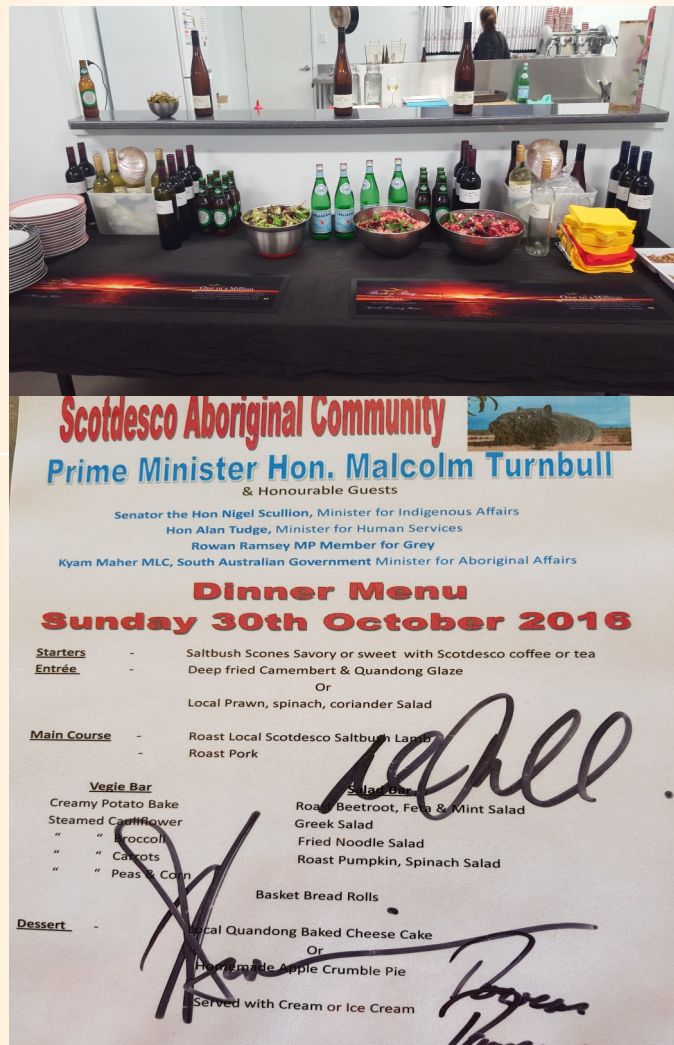 One in a Million
One in a Million
Scotdesco Aboriginal Community
Prime Minister Hon. Malcolm Turnbull
& Honourable Guests
Senator the Hon Nigel Scullion, Minister for Indigenous Affairs
Hon Alan Tudge, Minister for Human Services
Rowan Ramsey MP Member for Grey
Kyam Maher MLC, South Australian Government Minister for Aboriginal Affairs
Dinner Menu
Sunday 30th October 2016
Starters - Saltbush Scones Savory or sweet with Scotdesco coffee or tea
Entrée - Deep fried Camembert & Quandong Glaze
Or
Local Prawn, spinach, coriander Salad
Main Course - Roast Local Scotdesco Saltbush Lamb
- Roast Pork
Vegie Bar Salad Bar
Creamy Potato Bake Roast Beetroot, Feta & Mint Salad
Steamed Cauliflower Greek Salad
“ “ Broccoli Fried Noodle Salad
“ “ Carrots Roast Pumpkin, Spinach Salad
“ “ Peas & Corn
Basket Bread Rolls
Dessert - Local Quandong Baked Cheese Cake
Or
Homemade Apple Crumble Pie
Served with Cream or Ice Cream